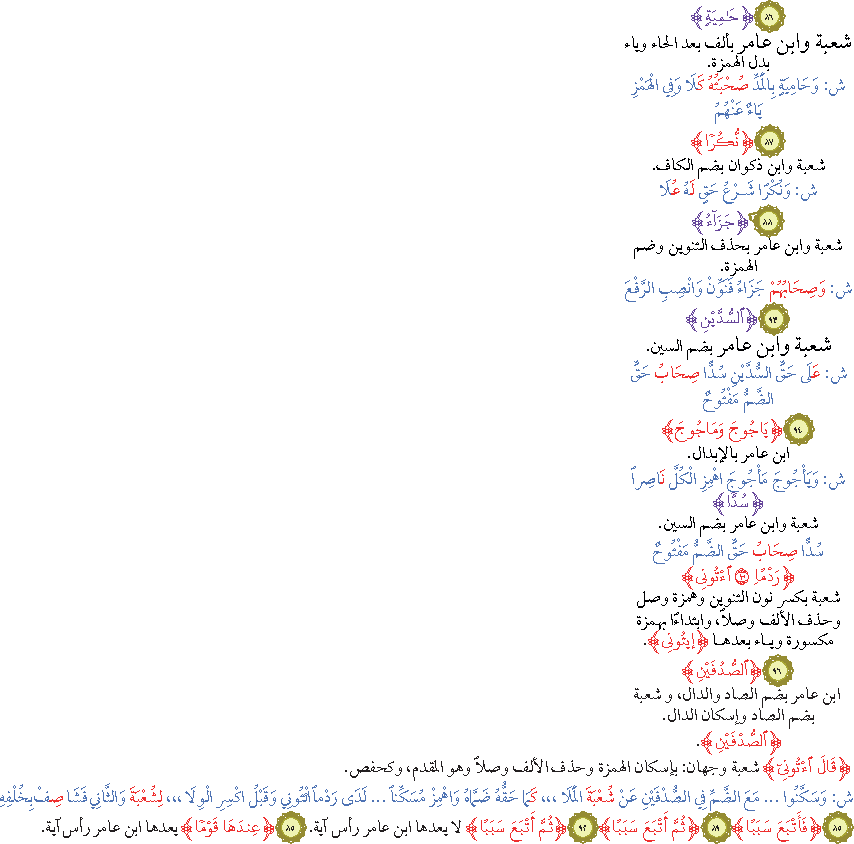 ٨٦ ﴿حَٰمِيَةٍ﴾
شعبة وابن عامر بألف بعد الحاء وياء
بدل الهمزة.
ش: وَحَامِيَةٍ بِالْمَدِّ صُحْبَتُهُ كَلَا وَفِي الْهَمْزِ
يَاءٌ عَنْهُمُ
٨٧ ﴿نُّكُرًا﴾
شعبة وابن ذكوان بضم الكاف.
ش: وَنُكْرًا شَرْعُ حَقٍّ لَهُ عُلَا
٨٨ ﴿جَزَآءُ﴾
شعبة وابن عامر بحذف التنوين وضم
الهمزة.
ش: وَصِحَابُهُمْ جَزَاءُ فَنَوِّنْ وَانْصِبِ الرَّفْعَ
٩٣ ﴿ٱلسُّدَّيْنِ﴾
شعبة وابن عامر بضم السين.
ش: عَلَى حَقٍّ السُّدَّيْنِ سُدًّا صِحَابُ حَقٍّ
الضَّمُّ مَفْتُوحٌ
٩٤ ﴿يَاجُوجَ وَمَاجُوجَ﴾
ابن عامر بالإبدال.
ش: وَيَأْجُوجَ مَأْجُوجَ اهْمِزِ الْكُلَّ نَاصِراً
﴿سُدًّا﴾
شعبة وابن عامر بضم السين.
سُدًّا صِحَابُ حَقٍّ الضَّمُّ مَفْتُوحٌ
﴿رَدْمًاِ ٱئْتُونِي﴾
شعبة بكسر نون التنوين وهمزة وصل
وحذف الألف وصلاً، وابتداءًا بهمزة
مكسورة وياء بعدها ﴿إِيتُونِي﴾.
٩٦ ﴿ٱلصُّدُفَيْنِ﴾
ابن عامر بضم الصاد والدال، و شعبة
بضم الصاد وإسكان الدال.
﴿ٱلصُّدْفَيْنِ﴾.
﴿قَالَ ٱئْتُونِيٓ﴾ شعبة وجهان: بإسكان الهمزة وحذف الألف وصلاً وهو المقدم، وكحفص.
ش: وَسَكَّنُوا ... مَعَ الضَّمِّ فِي الصُّدْفَيْنِ عَنْ شُعْبَةَ الْمَلَا ،،، كَمَا حَقُّهُ ضَمَّاهُ وَاهْمِزْ مُسَكِّناً ... لَدَى رَدْماً ائْتُونِي وَقَبْلُ اكْسِرِ الْوِلَا ،،، لِشُعْبَةَ وَالثَّانِي فَشَا صِفْ بِخُلْفِهِ
٨٥ ﴿فَأَتْبَعَ سَبَبًا﴾ ٨٩ ﴿ثُمَّ أَتْبَعَ سَبَبًا﴾ ٩٢ ﴿ثُمَّ أَتْبَعَ سَبَبًا﴾ لا يعدها ابن عامر رأس آية. ٨٥ ﴿عِندَهَا قَوْمًا﴾ يعدها ابن عامر رأس آية.